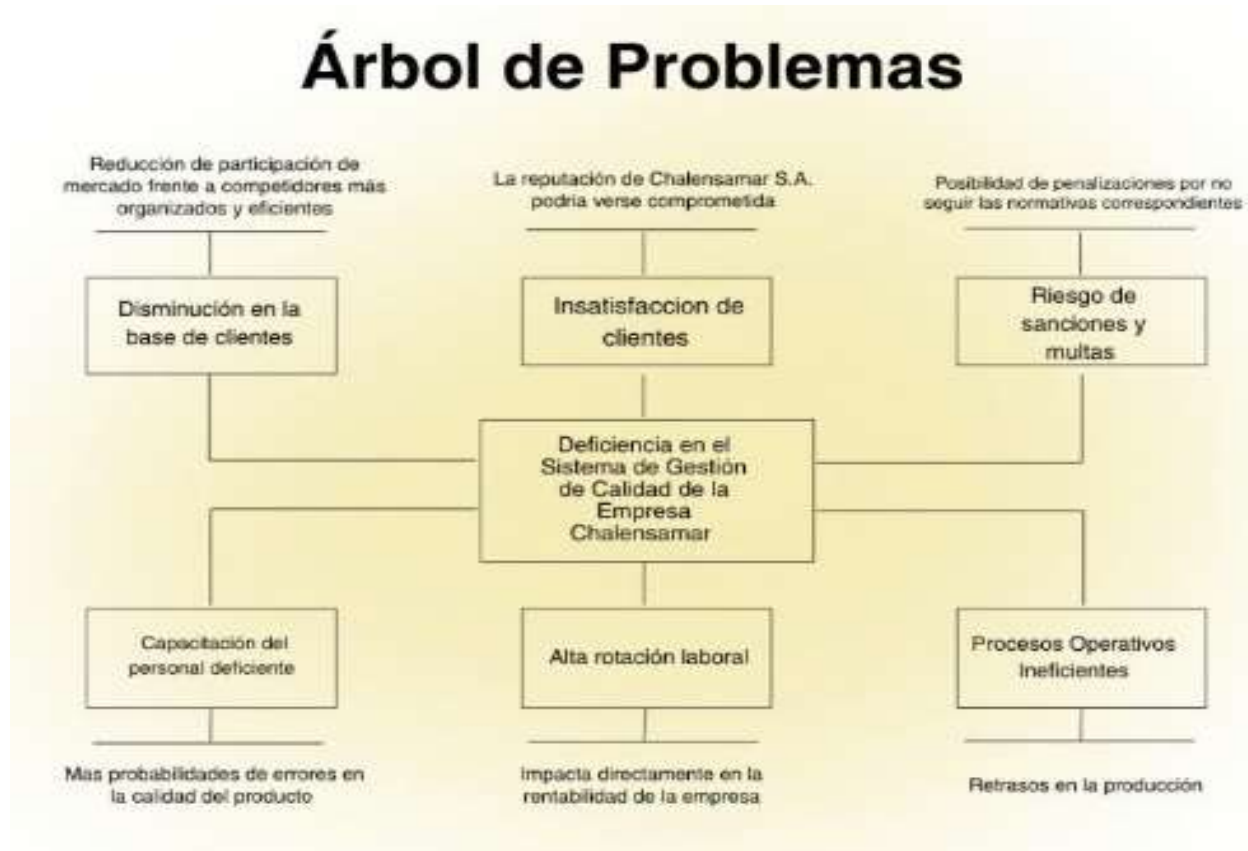 Árbol de Problemas
Reducción de participación de
mercado frente a competidores más
organizados y eficientes
La reputación de Chalensamar S.A.
podría verse comprometida
Posibilidad de penalizaciones por no
seguir las normativas correspondientes
Disminución en la
base de clientes
Insatisfaccion de
clientes
Riesgo de
sanciones y
multas
Deficiencia en el
Sistema de Gestión
de Calidad de la
Empresa
Chalensamar
Capacitación del
personal deficiente
Alta rotación laboral
Procesos Operativos
Ineficientes
Mas probabilidades de errores en
la calidad del producto
Impacta directamente en la
rentabilidad de la empresa
Retrasos en la producción